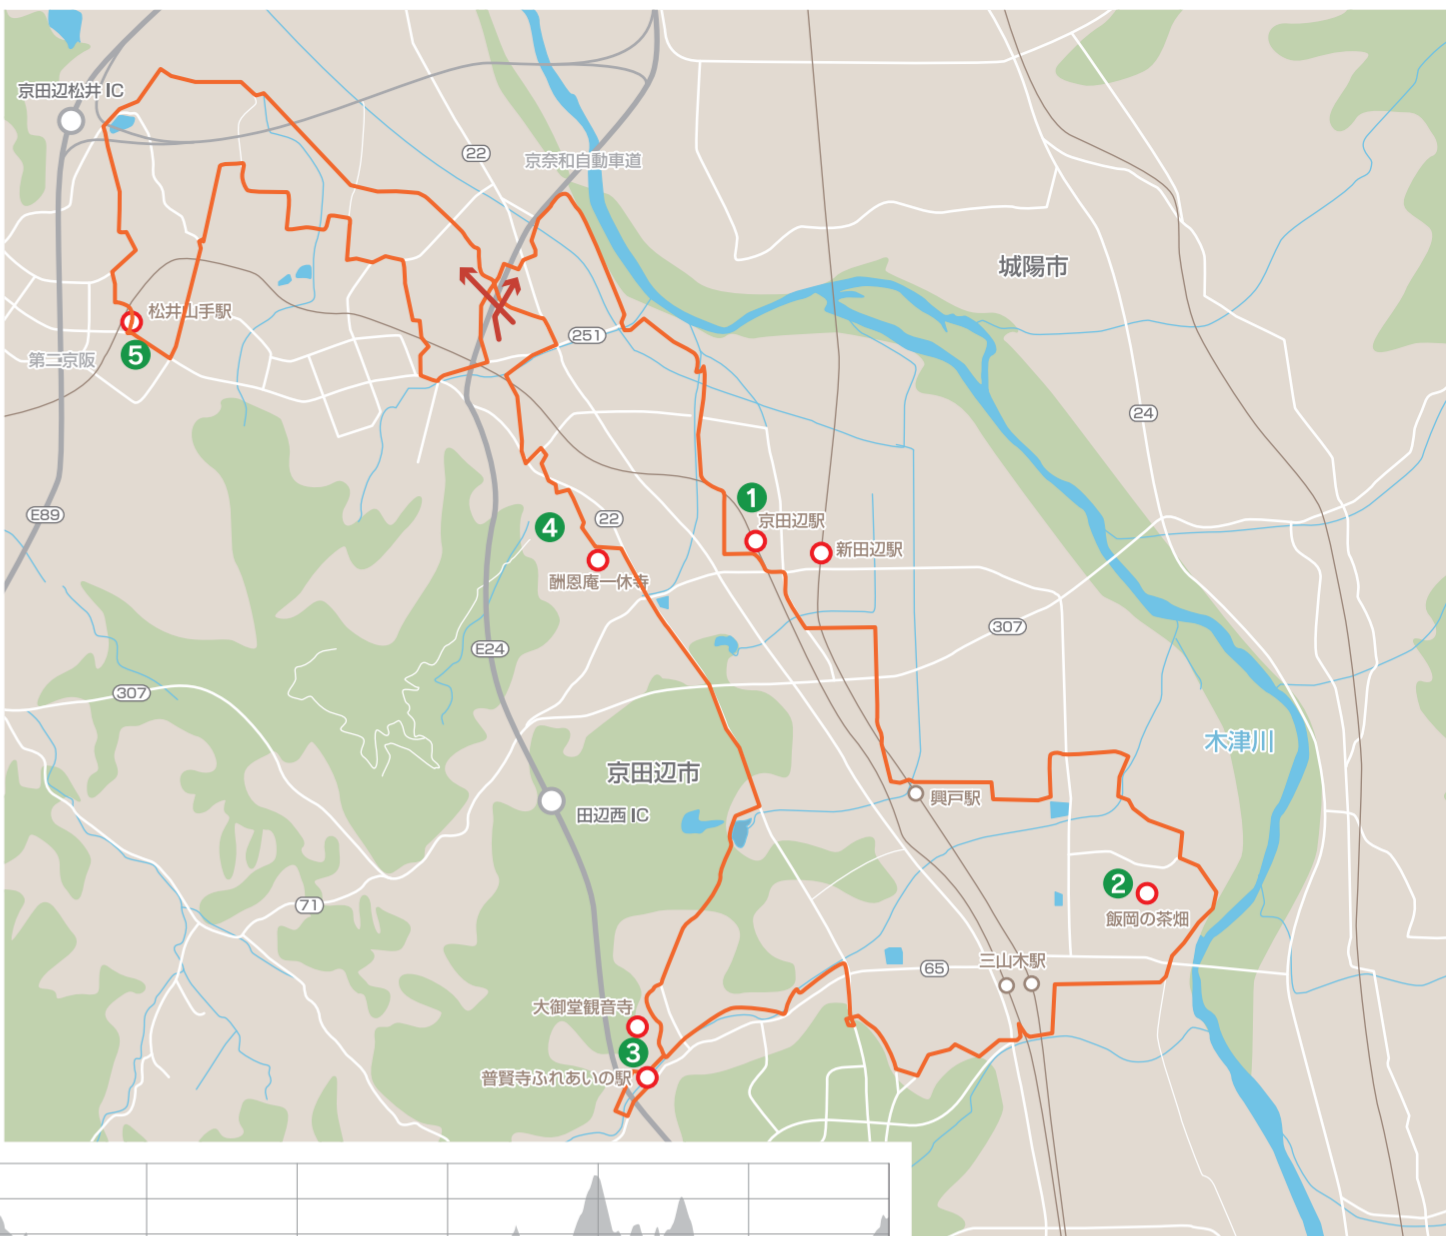 京田辺松井 IC
22
京奈和自動車道
城陽市
松井山手駅
第二京阪
5
251
24
1
京田辺駅
新田辺駅
E89
4
22
酬恩庵一休寺
307
E24
307
木津川
京田辺市
田辺西 IC
興戸駅
2
飯岡の茶畑
71
65
三山木駅
大御堂観音寺
3
普賢寺ふれあいの駅